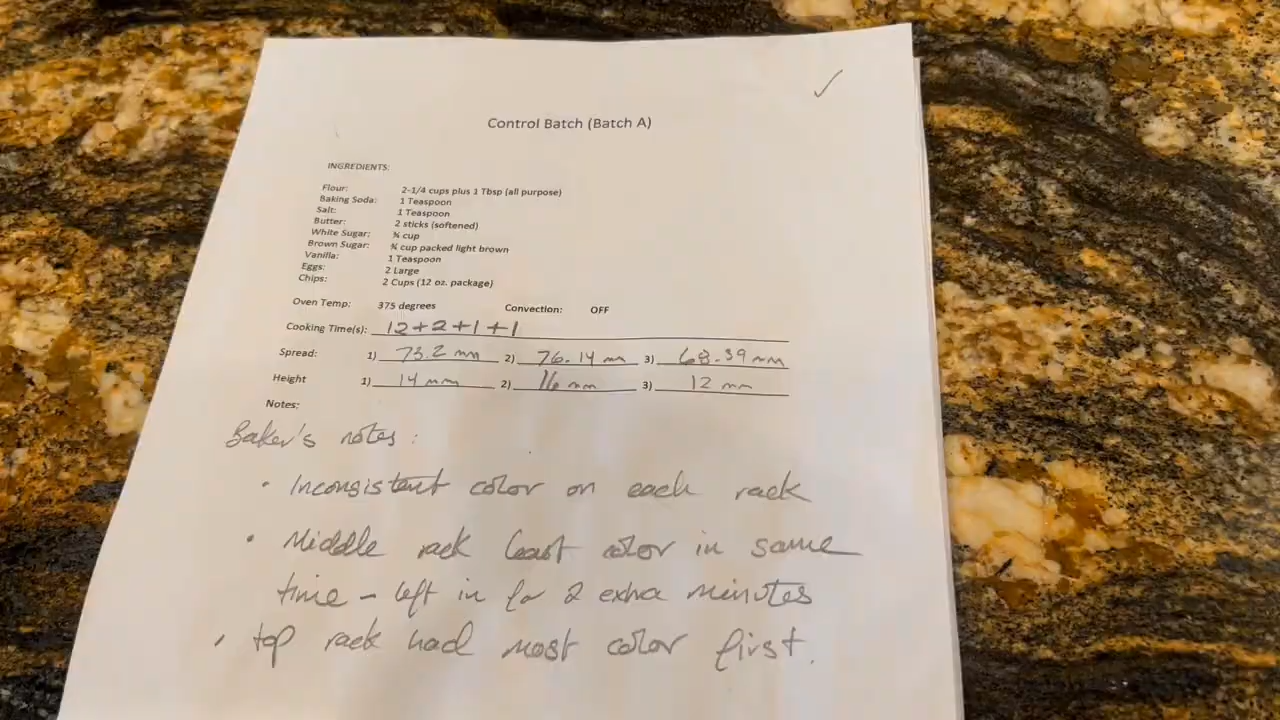 Control Batch (Batch A)
INGREDIENTS:
Flour: 2-1/4 cups plus 1 Tbsp (all purpose)
Baking Soda: 1 Teaspoon
Salt: 1 Teaspoon
Butter: 2 sticks (softened)
White Sugar: ¾ cup
Brown Sugar: ¾ cup packed light brown
Vanilla: 1 Teaspoon
Eggs: 2 Large
Chips: 2 Cups (12 oz. package)
Oven Temp: 375 degrees Convection: OFF
Cooking Time(s): 12+2+1+1
Spread: 1) 73.2 mm 2) 76.14 mm 3) 68.39 mm
Height 1) 14 mm 2) 16 mm 3) 12 mm
Notes:
Baker's notes:
• Inconsistent color on each rack
• Middle rack least color in same
time – left in for 2 extra minutes
• top rack had most color first.